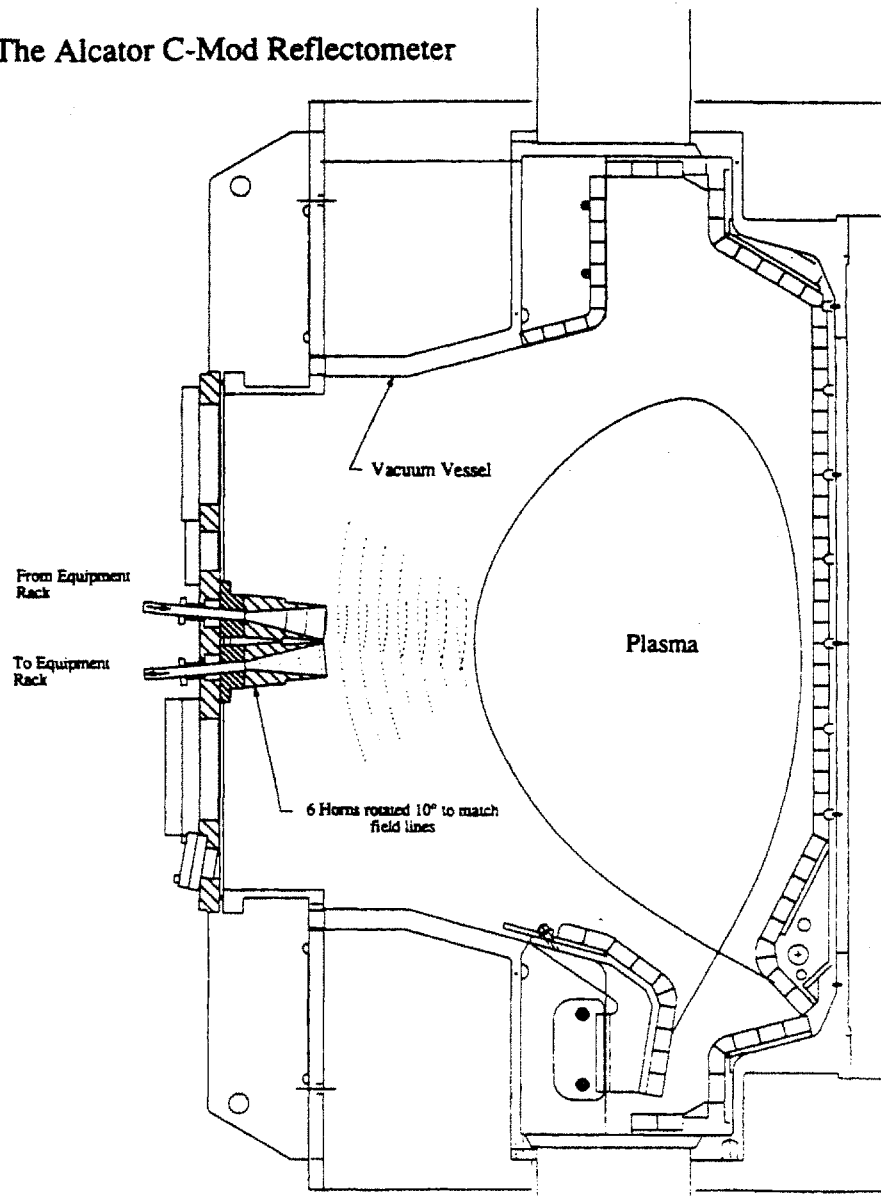 The Alcator C-Mod Reflectometer
Vacuum Vessel
From Equipment
Rack
Plasma
To Equipment
Rack
6 Horns rotated 10° to match
field lines